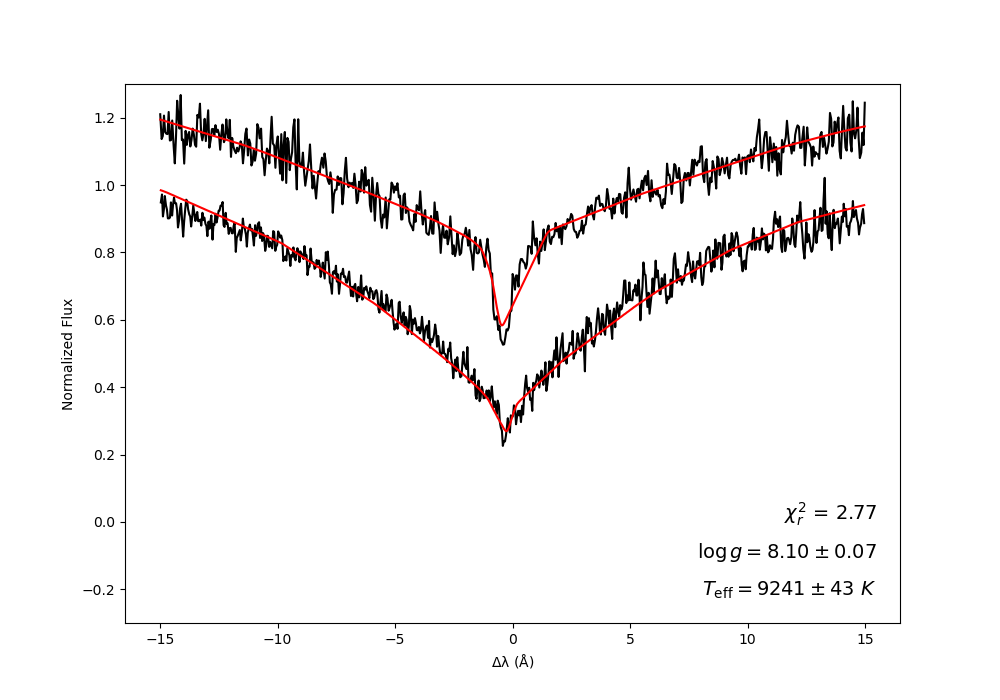 1.2
1.0
0.8
0.6
0.4
0.2
0.0
−0.2
Normalized Flux
χ²ᵣ = 2.77
log g = 8.10 ± 0.07
T_eff = 9241 ± 43 K
−15 −10 −5 0 5 10 15
Δλ (Å)